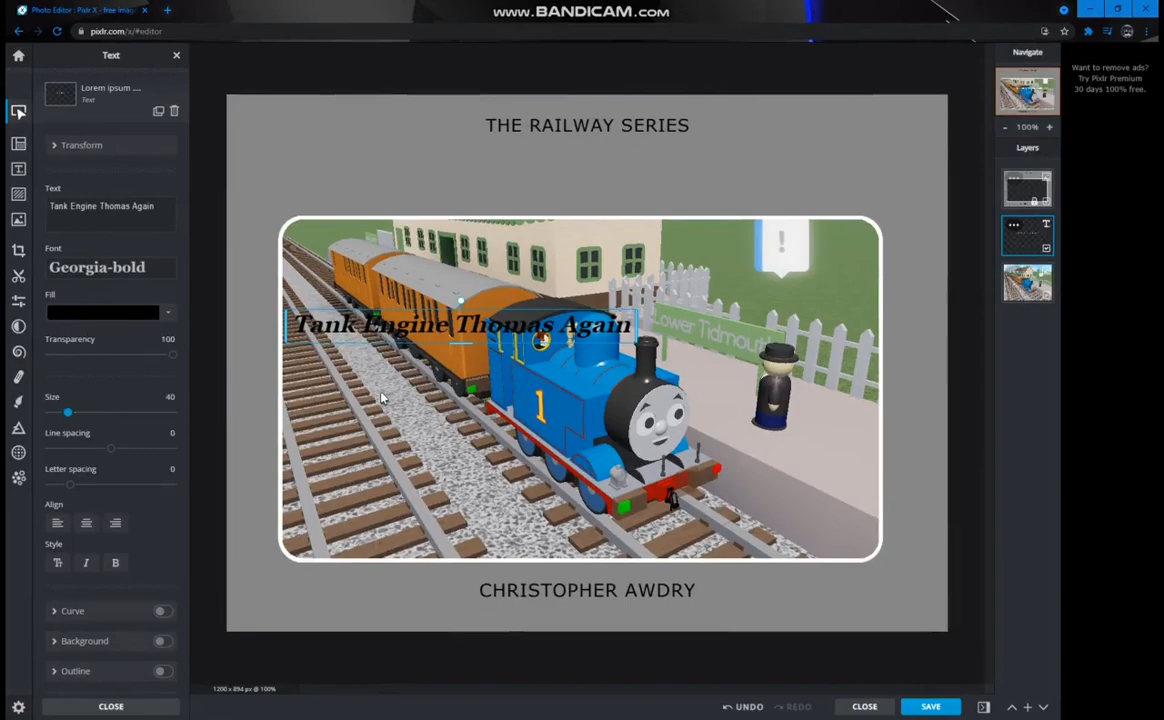 www.BANDICAM.com
Photo Editor : Pixlr X - free imag
pixlr.com/x/#editor
Text
Lorem ipsum ....
Text
Transform
Text
Tank Engine Thomas Again
Font
Georgia-bold
Fill
Transparency 100
Size 40
Line spacing 0
Letter spacing 0
Align
Style
Curve
Background
Outline
CLOSE
THE RAILWAY SERIES
Tank Engine Thomas Again
Lower Tidmouth
1
CHRISTOPHER AWDRY
1200 x 894 px @ 100%
UNDO
REDO
CLOSE
SAVE
Navigate
- 100% +
Layers
Want to remove ads?
Try Pixlr Premium
30 days 100% free.